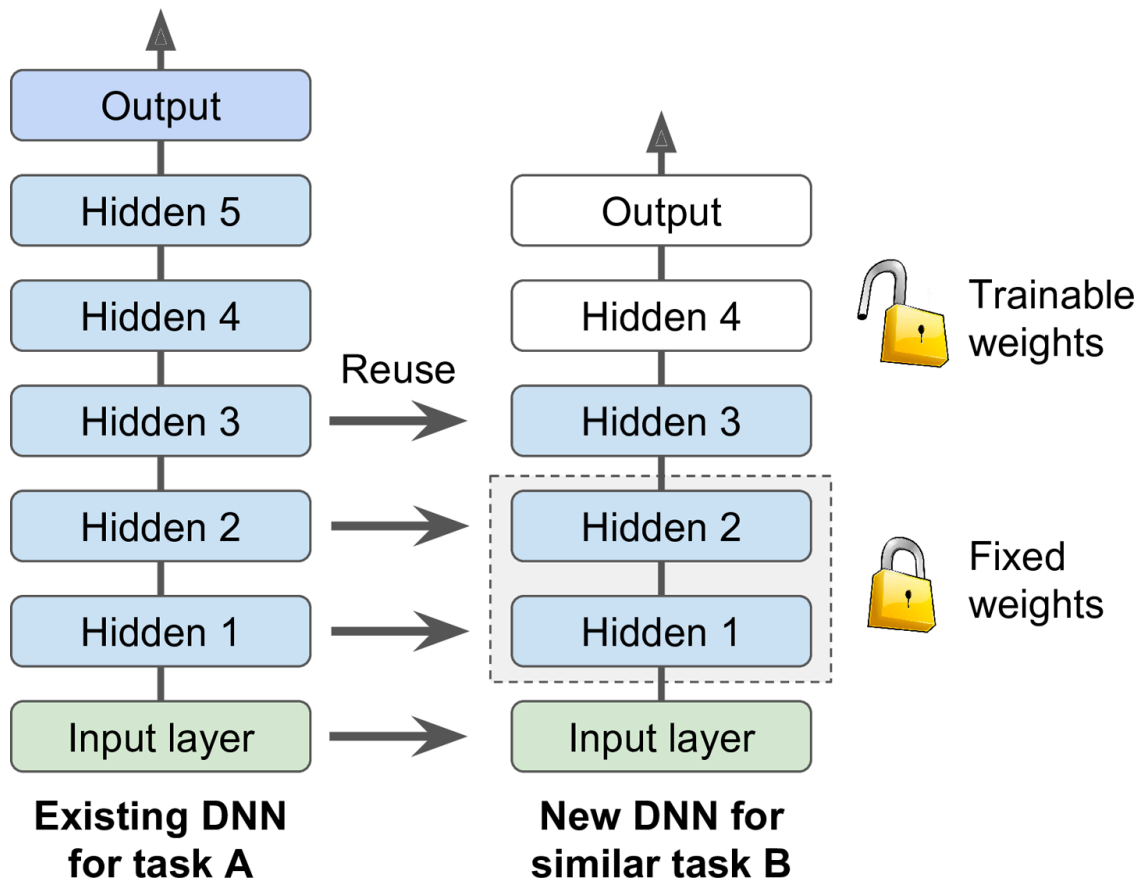 Output
Hidden 5
Hidden 4
Hidden 3
Hidden 2
Hidden 1
Input layer
Existing DNN
for task A
Reuse
Output
Hidden 4
Hidden 3
Hidden 2
Hidden 1
Input layer
New DNN for
similar task B
Trainable
weights
Fixed
weights